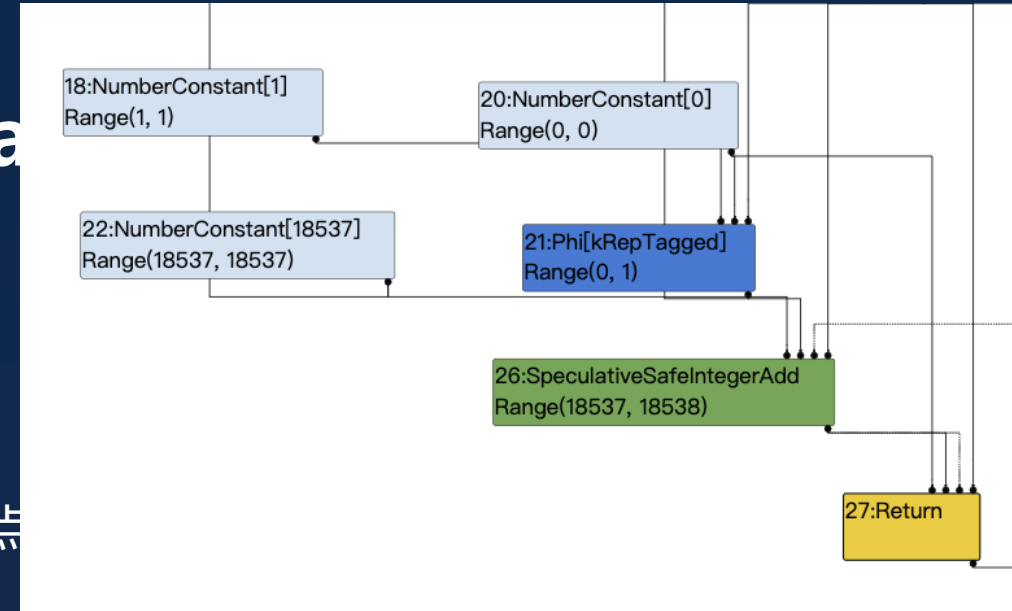 18:NumberConstant[1]
Range(1, 1)
20:NumberConstant[0]
Range(0, 0)
22:NumberConstant[18537]
Range(18537, 18537)
21:Phi[kRepTagged]
Range(0, 1)
26:SpeculativeSafeIntegerAdd
Range(18537, 18538)
27:Return